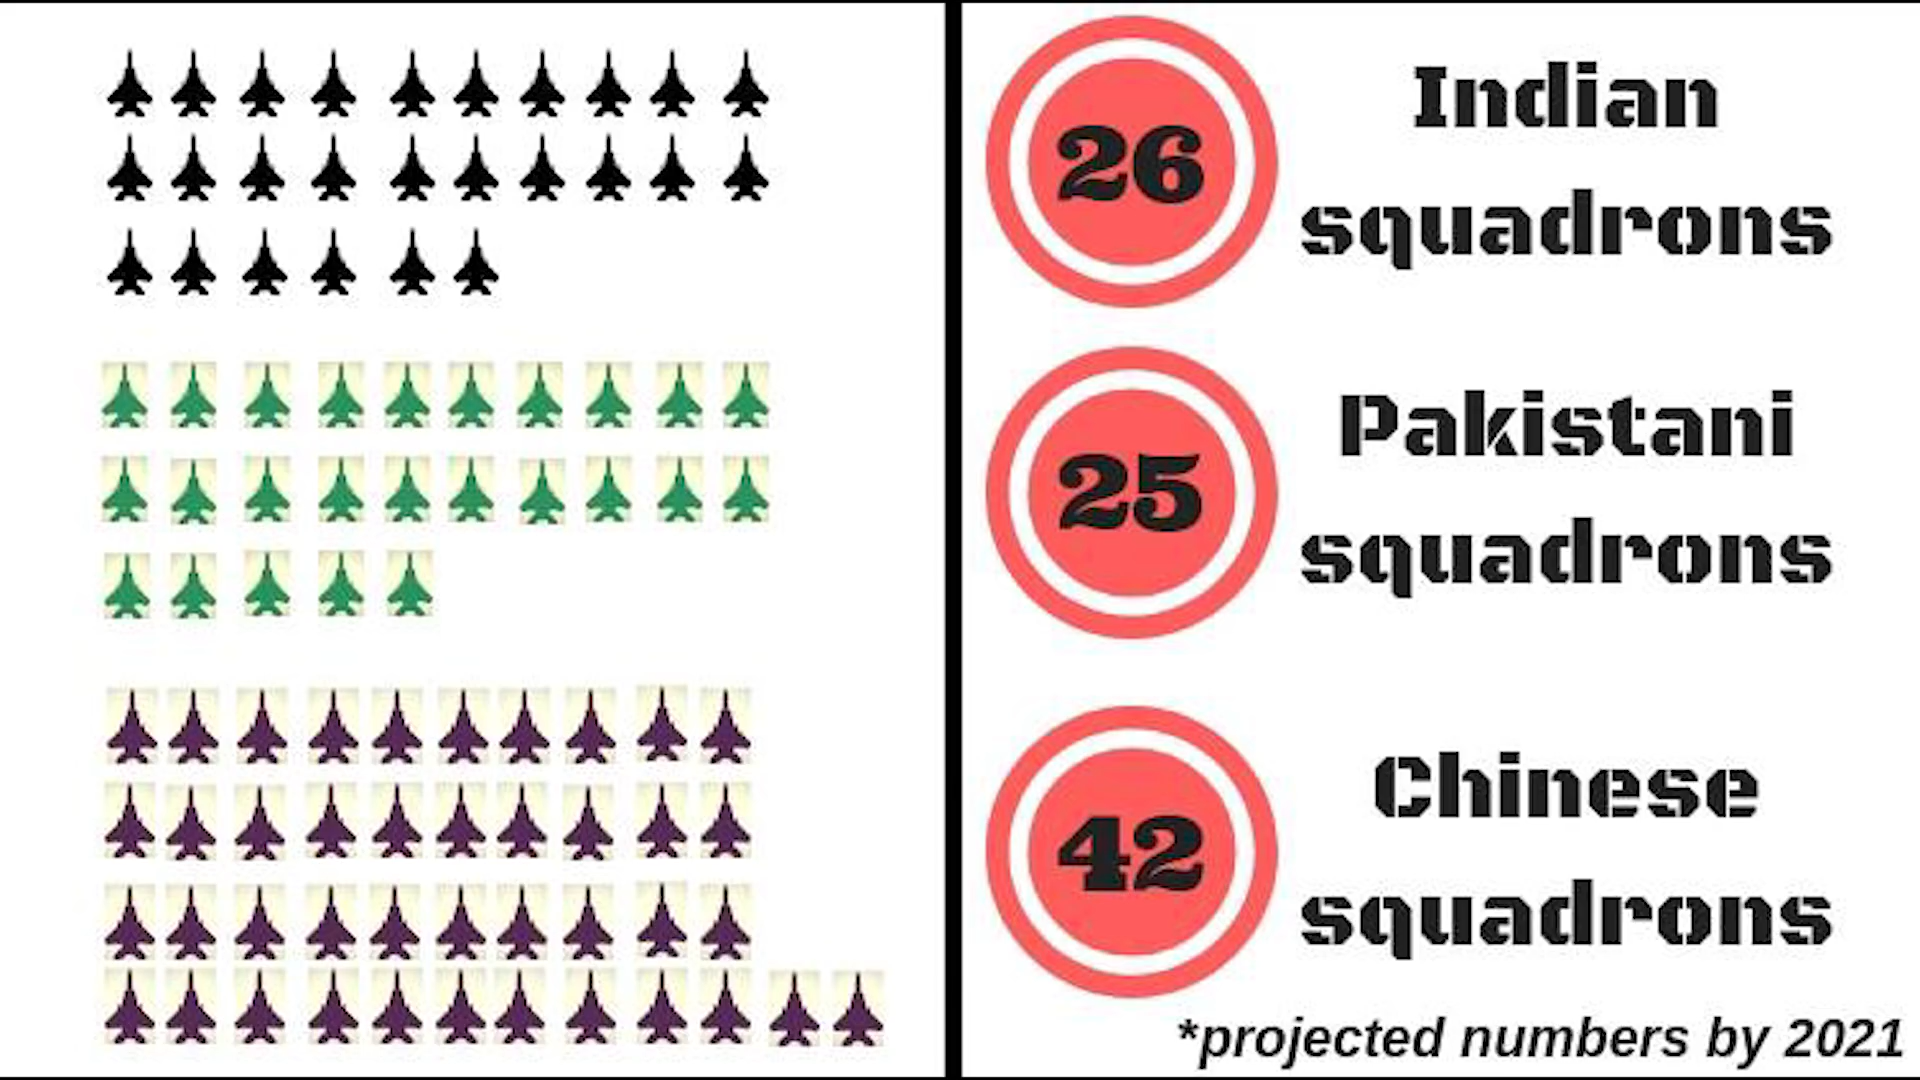 26
Indian
squadrons
25
Pakistani
squadrons
42
Chinese
squadrons
*projected numbers by 2021